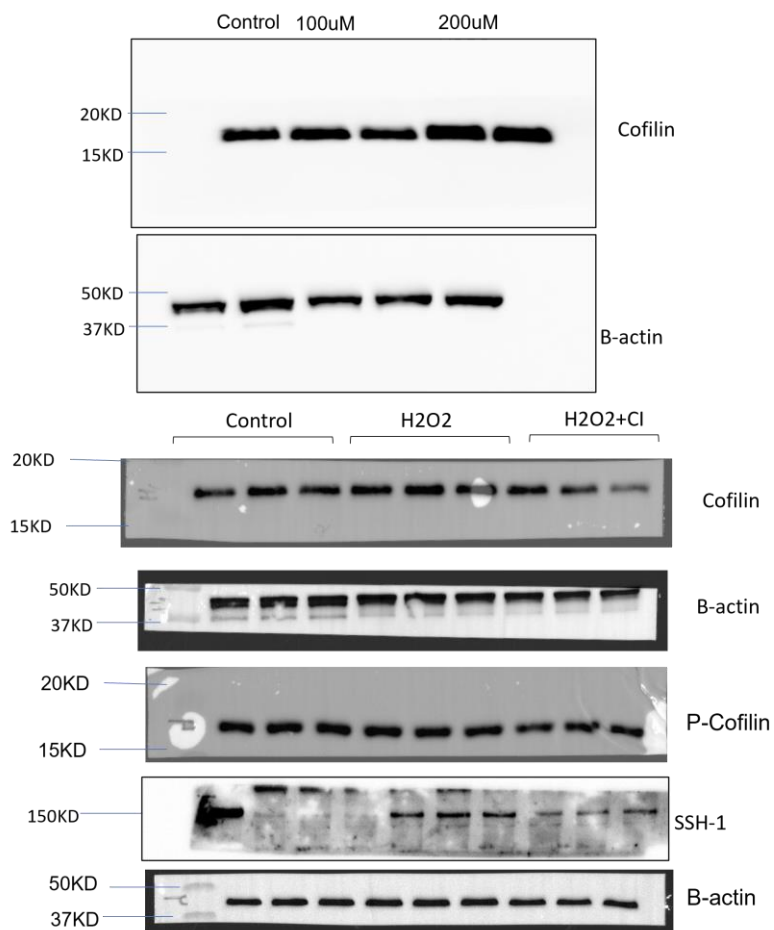 Control 100uM 200uM
20KD
Cofilin
15KD
50KD
37KD
B-actin
Control H2O2 H2O2+CI
20KD
Cofilin
15KD
50KD
B-actin
37KD
20KD
P-Cofilin
15KD
150KD
SSH-1
50KD
B-actin
37KD